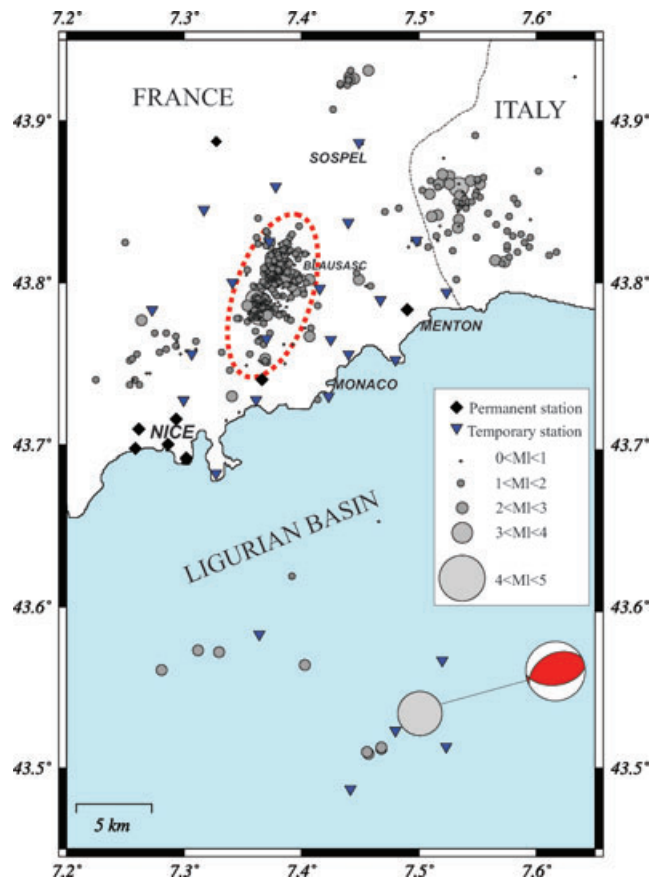 7.2° 7.3° 7.4° 7.5° 7.6°
FRANCE
ITALY
43.9° 43.9°
SOSPEL
BLAUSASC
43.8° 43.8°
MENTON
MONACO
43.7° 43.7°
NICE
Permanent station
Temporary station
0<Ml<1
1<Ml<2
2<Ml<3
3<Ml<4
4<Ml<5
LIGURIAN BASIN
43.6° 43.6°
43.5° 43.5°
5 km
7.2° 7.3° 7.4° 7.5° 7.6°